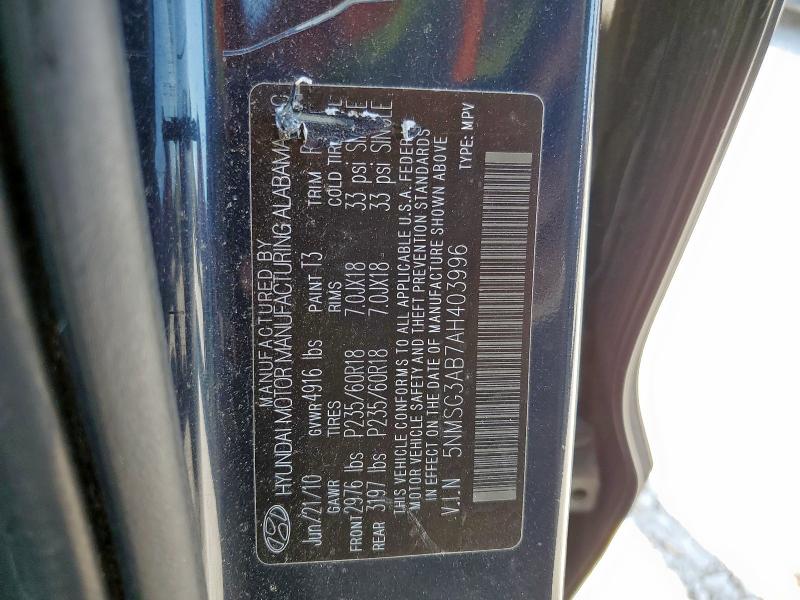 MANUFACTURED BY
HYUNDAI MOTOR MANUFACTURING ALABAMA
Jun/21/10 GVWR 4916 lbs PAINT T3 TRIM
GAWR TIRES RIMS COLD
FRONT 2976 lbs P235/60R18 7.0JX18 33 psi
REAR 3197 lbs P235/60R18 7.0JX18 33 psi
THIS VEHICLE CONFORMS TO ALL APPLICABLE U.S.A. FEDER
MOTOR VEHICLE SAFETY AND THEFT PREVENTION STANDARDS
IN EFFECT ON THE DATE OF MANUFACTURE SHOWN ABOVE
V.I.N 5NMSG3AB7AH403996 TYPE: MPV